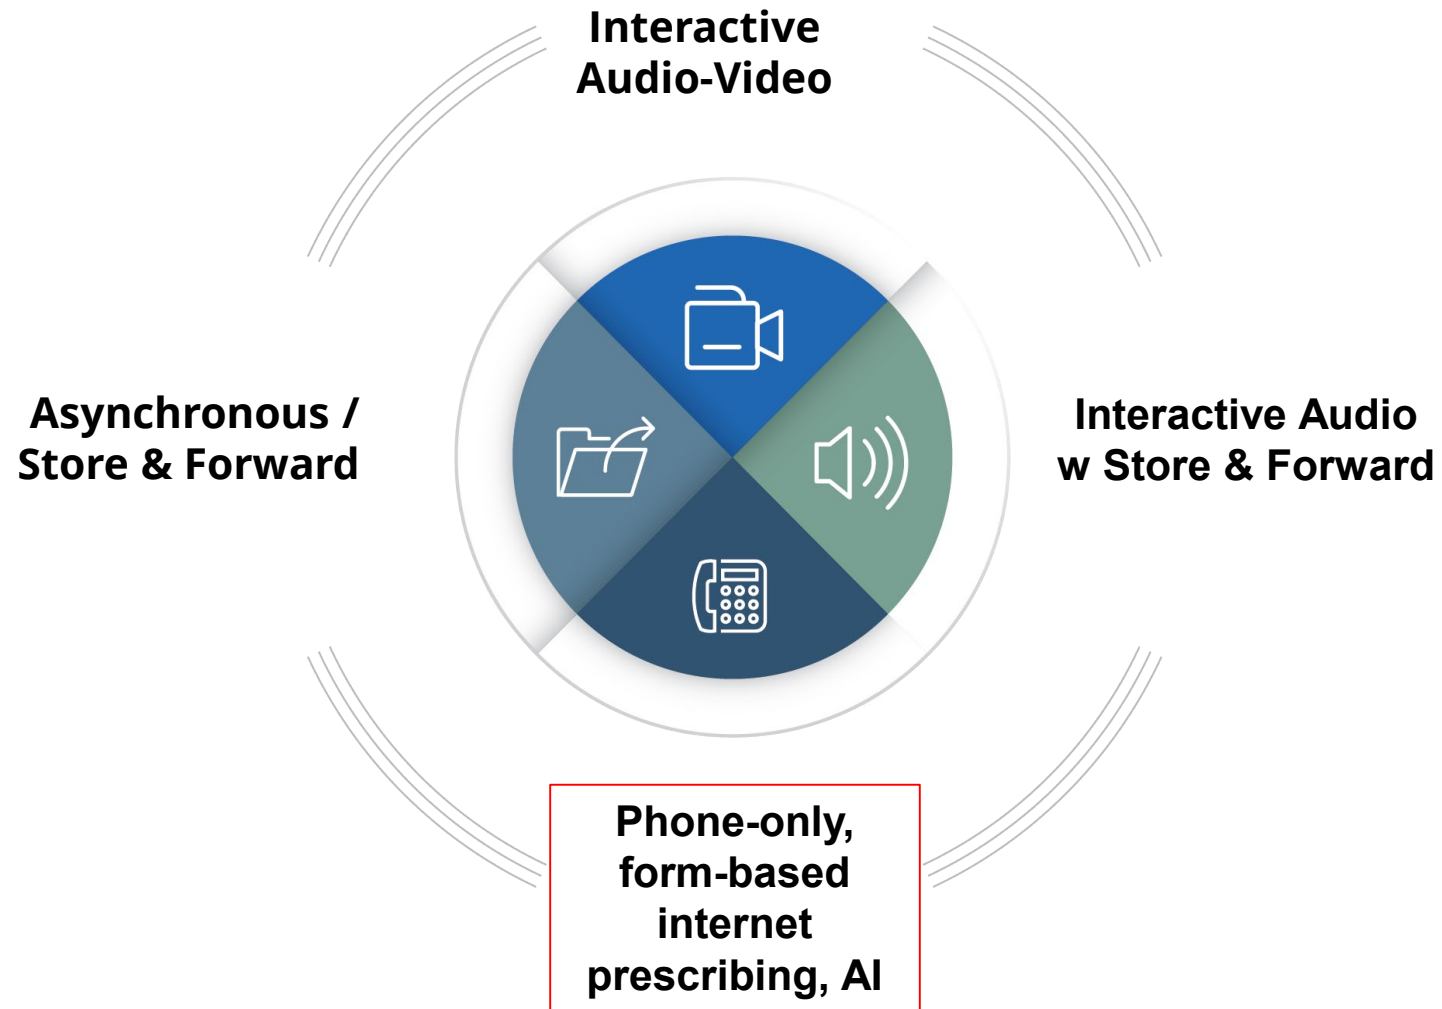 Interactive
Audio-Video
Asynchronous /
Store & Forward
Interactive Audio
w Store & Forward
Phone-only,
form-based
internet
prescribing, AI